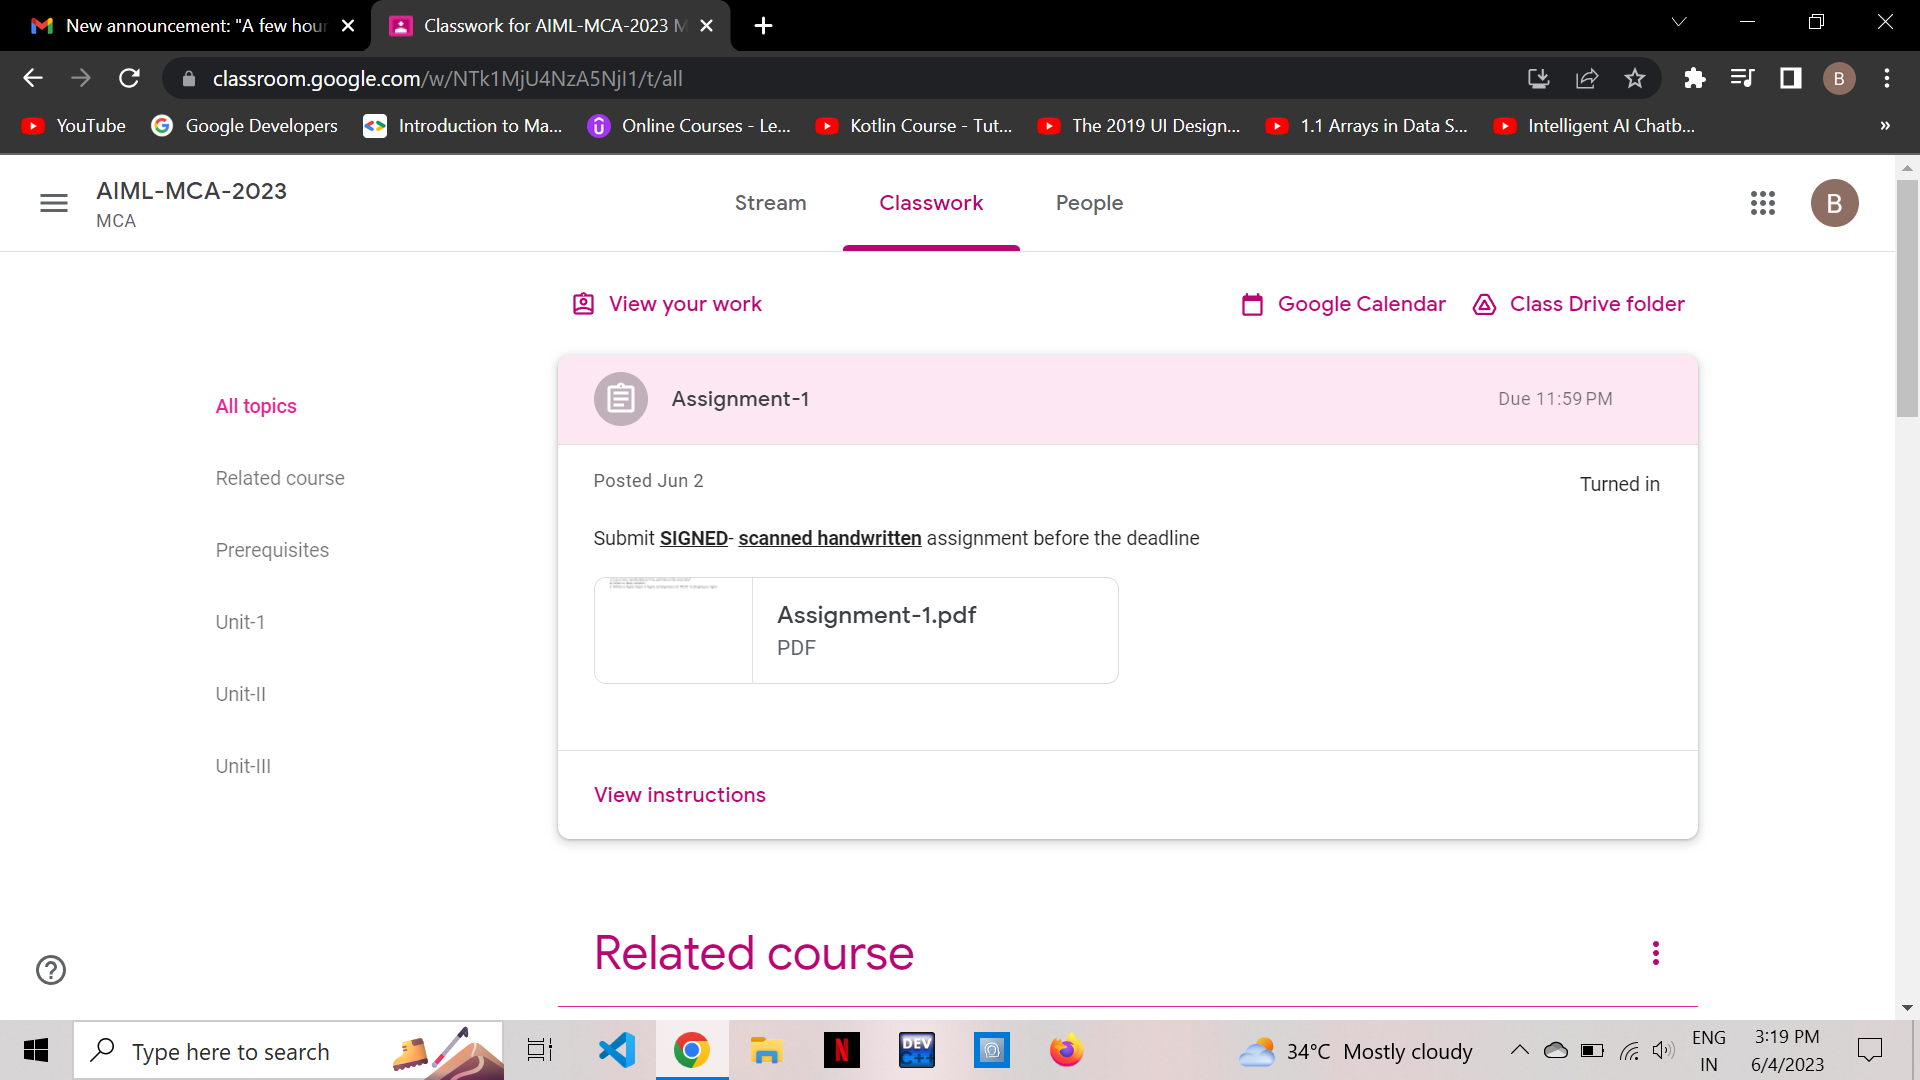 New announcement: "A few hour
Classwork for AIML-MCA-2023 M
classroom.google.com/w/NTk1MjU4NzA5NjI1/t/all
B
YouTube
Google Developers
Introduction to Ma...
Online Courses - Le...
Kotlin Course - Tut...
The 2019 UI Design...
1.1 Arrays in Data S...
Intelligent AI Chatb...
»
AIML-MCA-2023
MCA
Stream
Classwork
People
B
View your work
Google Calendar
Class Drive folder
All topics
Related course
Prerequisites
Unit-1
Unit-II
Unit-III
Assignment-1
Due 11:59 PM
Posted Jun 2
Turned in
Submit SIGNED- scanned handwritten assignment before the deadline
Assignment-1.pdf
PDF
View instructions
Related course
Type here to search
N
DEV
C++
34°C Mostly cloudy
ENG
IN
3:19 PM
6/4/2023